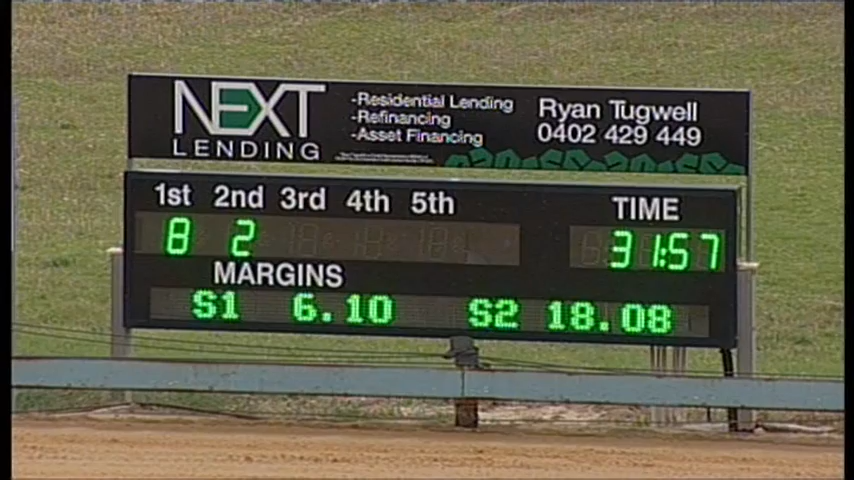 NEXT
LENDING
-Residential Lending
-Refinancing
-Asset Financing
Ryan Tugwell
0402 429 449
1st 2nd 3rd 4th 5th TIME
8 2 31:57
MARGINS
S1 6.10 S2 18.08